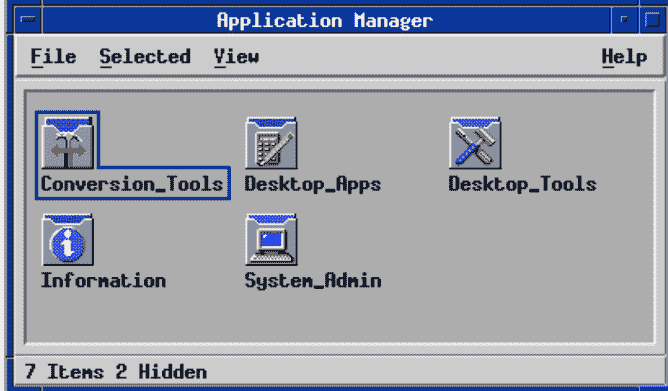 Application Manager
File Selected View Help
Conversion_Tools Desktop_Apps Desktop_Tools
Information System_Admin
7 Items 2 Hidden